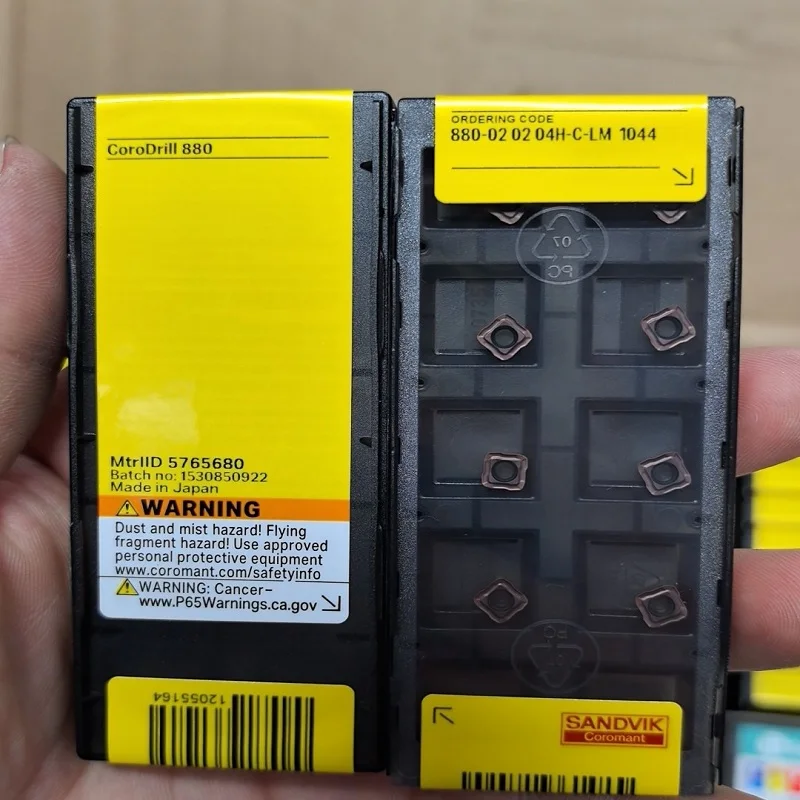 CoroDrill 880
MtrlID 5765680
Batch no: 1530850922
Made in Japan
WARNING
Dust and mist hazard! Flying
fragment hazard! Use approved
personal protective equipment
www.coromant.com/safetyinfo
WARNING: Cancer-
www.P65Warnings.ca.gov
12055164
ORDERING CODE
880-02 02 04H-C-LM 1044
07
PC
PC
07
SANDVIK
Coromant